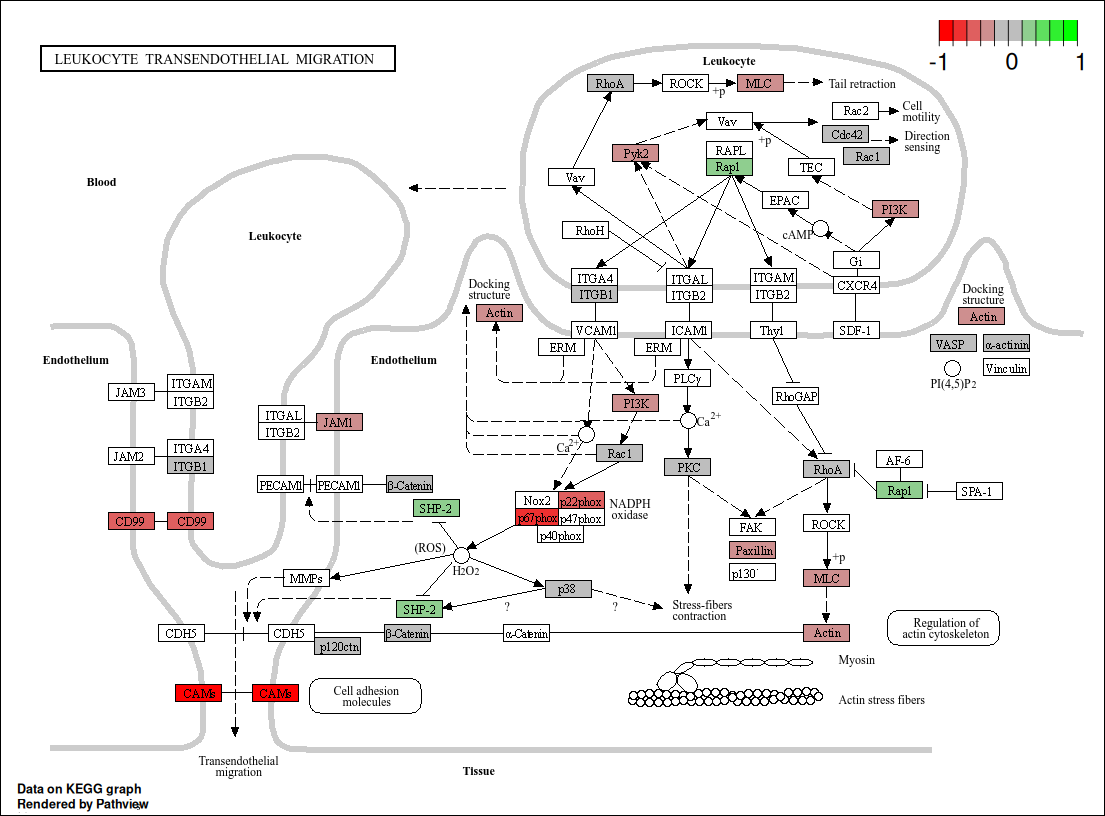 LEUKOCYTE TRANSENDOTHELIAL MIGRATION
-1 0 1
Leukocyte
RhoA
ROCK
+p
MLC
Tail retraction
Rac2
Cell
motility
Vav
+p
Cdc42
Direction
sensing
Rac1
Pyk2
RAPL
Rap1
TEC
Vav
EPAC
PI3K
cAMP
RhoH
Gi
Blood
Leukocyte
ITGA4
ITGB1
ITGAL
ITGB2
ITGAM
ITGB2
CXCR4
Docking
structure
Actin
VCAM1
ICAM1
Thy1
SDF-1
ERM
ERM
Docking
structure
Actin
VASP
α-actinin
PI(4,5)P2
Vinculin
Endothelium
Endothelium
JAM3
ITGAM
ITGB2
PLCγ
RhoGAP
PI3K
Ca2+
Ca2+
ITGAL
ITGB2
JAM1
JAM2
ITGA4
ITGB1
Rac1
PKC
RhoA
AF-6
Rap1
SPA-1
PECAM1
PECAM1
β-Catenin
SHP-2
Nox2
p22phox
p67phox
p47phox
p40phox
NADPH
oxidase
CD99
CD99
FAK
Paxillin
p130
ROCK
+p
MLC
(ROS)
H2O2
MMPs
p38
SHP-2
?
?
Stress-fibers
contraction
CDH5
CDH5
p120ctn
β-Catenin
α-Catenin
Actin
Regulation of
actin cytoskeleton
Myosin
Actin stress fibers
CAMs
CAMs
Cell adhesion
molecules
Transendothelial
migration
Tissue
Data on KEGG graph
Rendered by Pathview